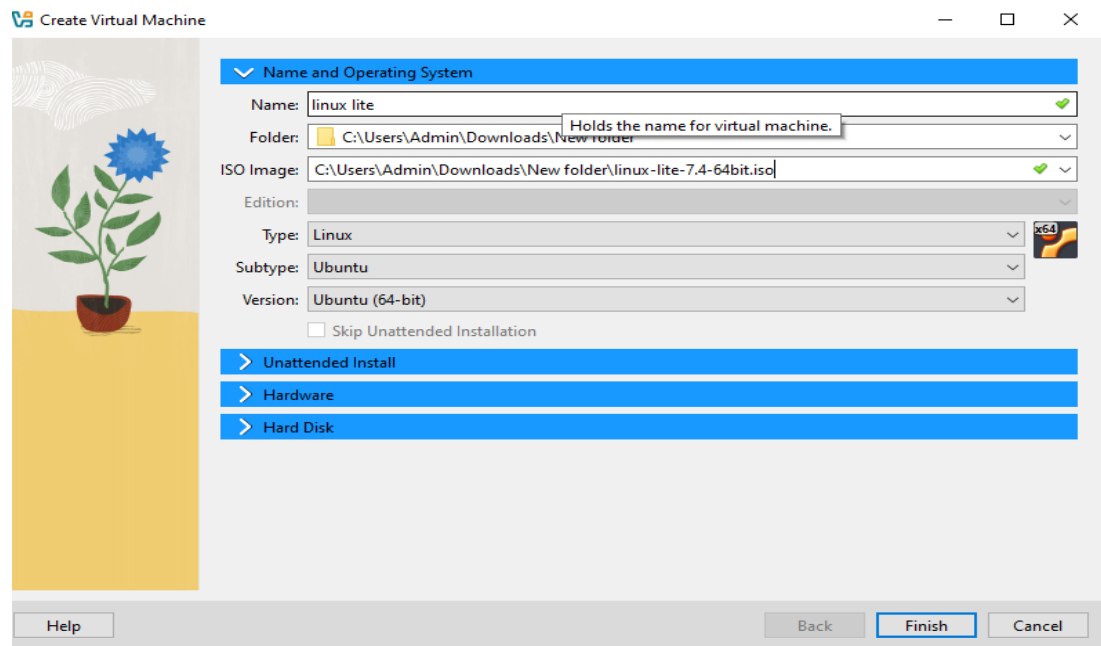 Create Virtual Machine
Name and Operating System
Name: linux lite
Holds the name for virtual machine.
Folder: C:\Users\Admin\Downloads\New folder
ISO Image: C:\Users\Admin\Downloads\New folder\linux-lite-7.4-64bit.iso
Edition:
Type: Linux
x64
Subtype: Ubuntu
Version: Ubuntu (64-bit)
Skip Unattended Installation
Unattended Install
Hardware
Hard Disk
Help Back Finish Cancel